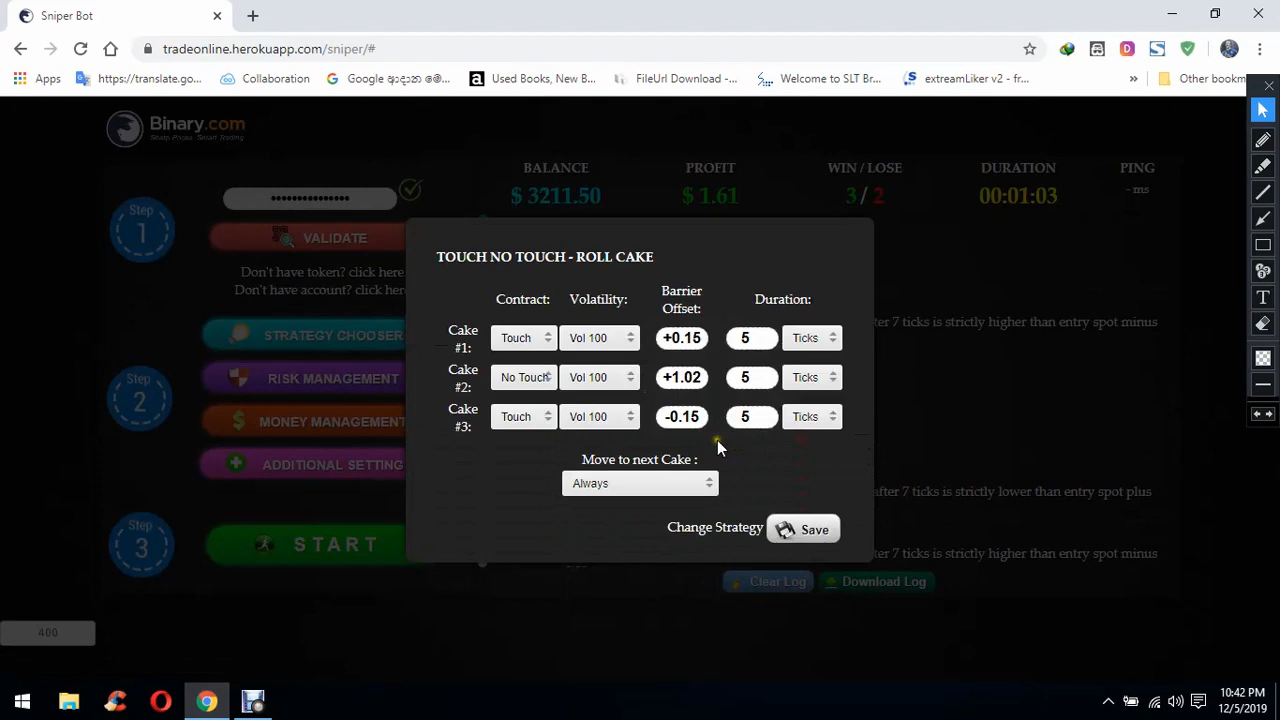 Sniper Bot
tradeonline.herokuapp.com/sniper/#
Apps https://translate.go... Collaboration Used Books, New B... FileUrl Download -... Welcome to SLT Br... extreamLiker v2 - fr... » Other bookm
Binary.com
BALANCE PROFIT WIN / LOSE DURATION PING
$ 3211.50 $ 1.61 3 / 2 00:01:03 - ms
Step
1
VALIDATE
Don't have token? click here
Don't have account? click here
STRATEGY CHOOSER
RISK MANAGEMENT
MONEY MANAGEMENT
ADDITIONAL SETTING
Step
2
Step
3
START
TOUCH NO TOUCH - ROLL CAKE
Contract: Volatility: Barrier Offset: Duration:
Cake #1: Touch Vol 100 +0.15 5 Ticks
Cake #2: No Touch Vol 100 +1.02 5 Ticks
Cake #3: Touch Vol 100 -0.15 5 Ticks
Move to next Cake :
Always
Change Strategy Save
ter 7 ticks is strictly higher than entry spot minus
after 7 ticks is strictly lower than entry spot plus
ter 7 ticks is strictly higher than entry spot minus
Clear Log Download Log
400
10:42 PM
12/5/2019